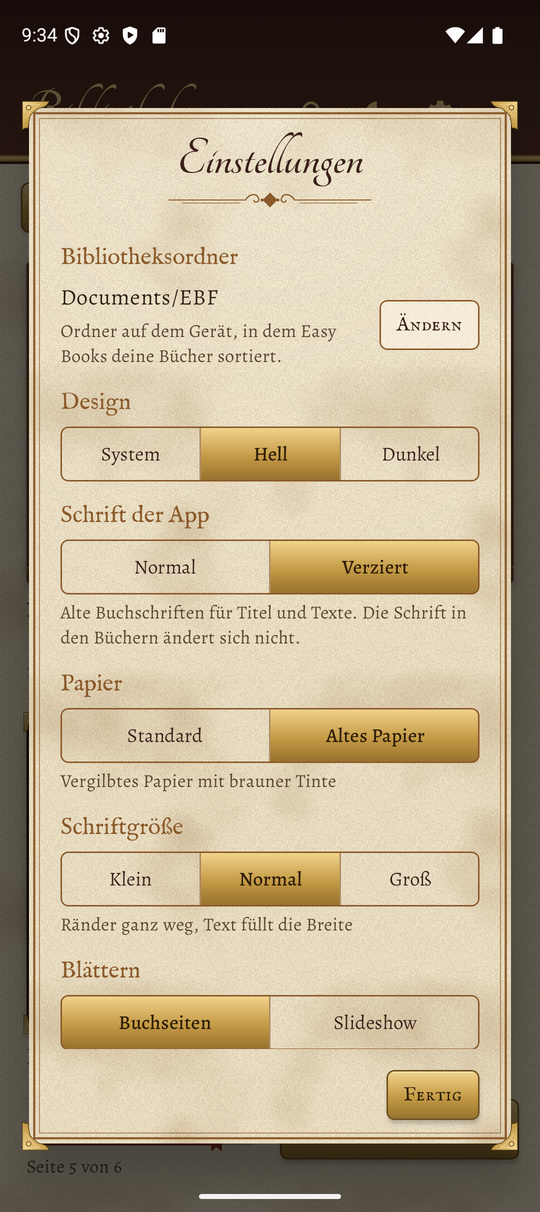 9:34
Bibliothek
Einstellungen
Bibliotheksordner
Documents/EBF
Ordner auf dem Gerät, in dem Easy
Books deine Bücher sortiert.
Ändern
Design
System
Hell
Dunkel
Schrift der App
Normal
Verziert
Alte Buchschriften für Titel und Texte. Die Schrift in
den Büchern ändert sich nicht.
Papier
Standard
Altes Papier
Vergilbtes Papier mit brauner Tinte
Schriftgröße
Klein
Normal
Groß
Ränder ganz weg, Text füllt die Breite
Blättern
Buchseiten
Slideshow
Fertig
Seite 5 von 6